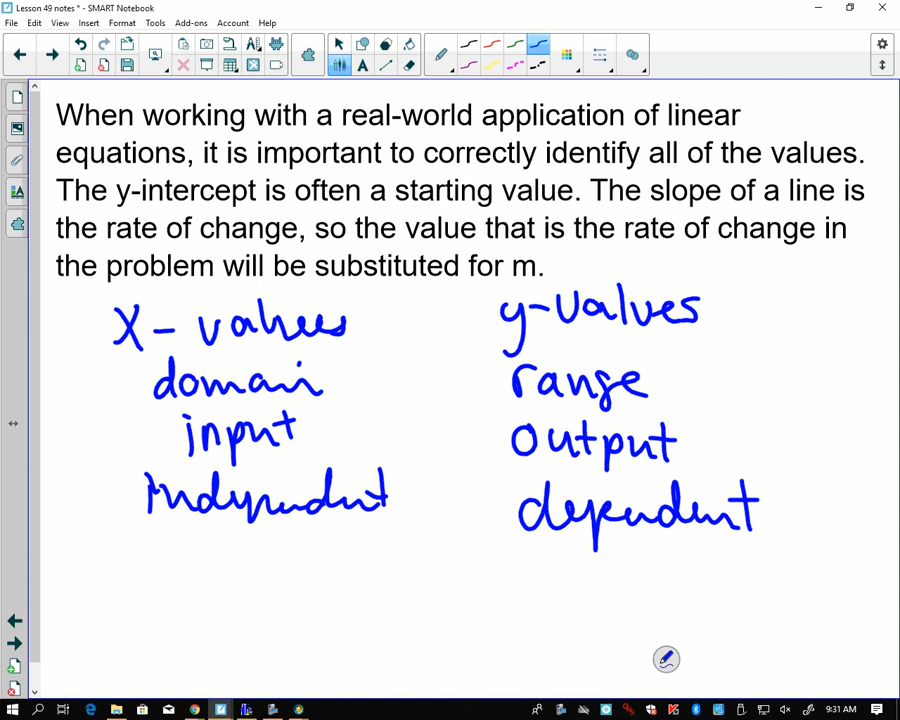 Lesson 49 notes * - SMART Notebook
File Edit View Insert Format Tools Add-ons Account Help
When working with a real-world application of linear
equations, it is important to correctly identify all of the values.
The y-intercept is often a starting value. The slope of a line is
the rate of change, so the value that is the rate of change in
the problem will be substituted for m.
x- values y-values
domain range
input output
independent dependent
9:31 AM